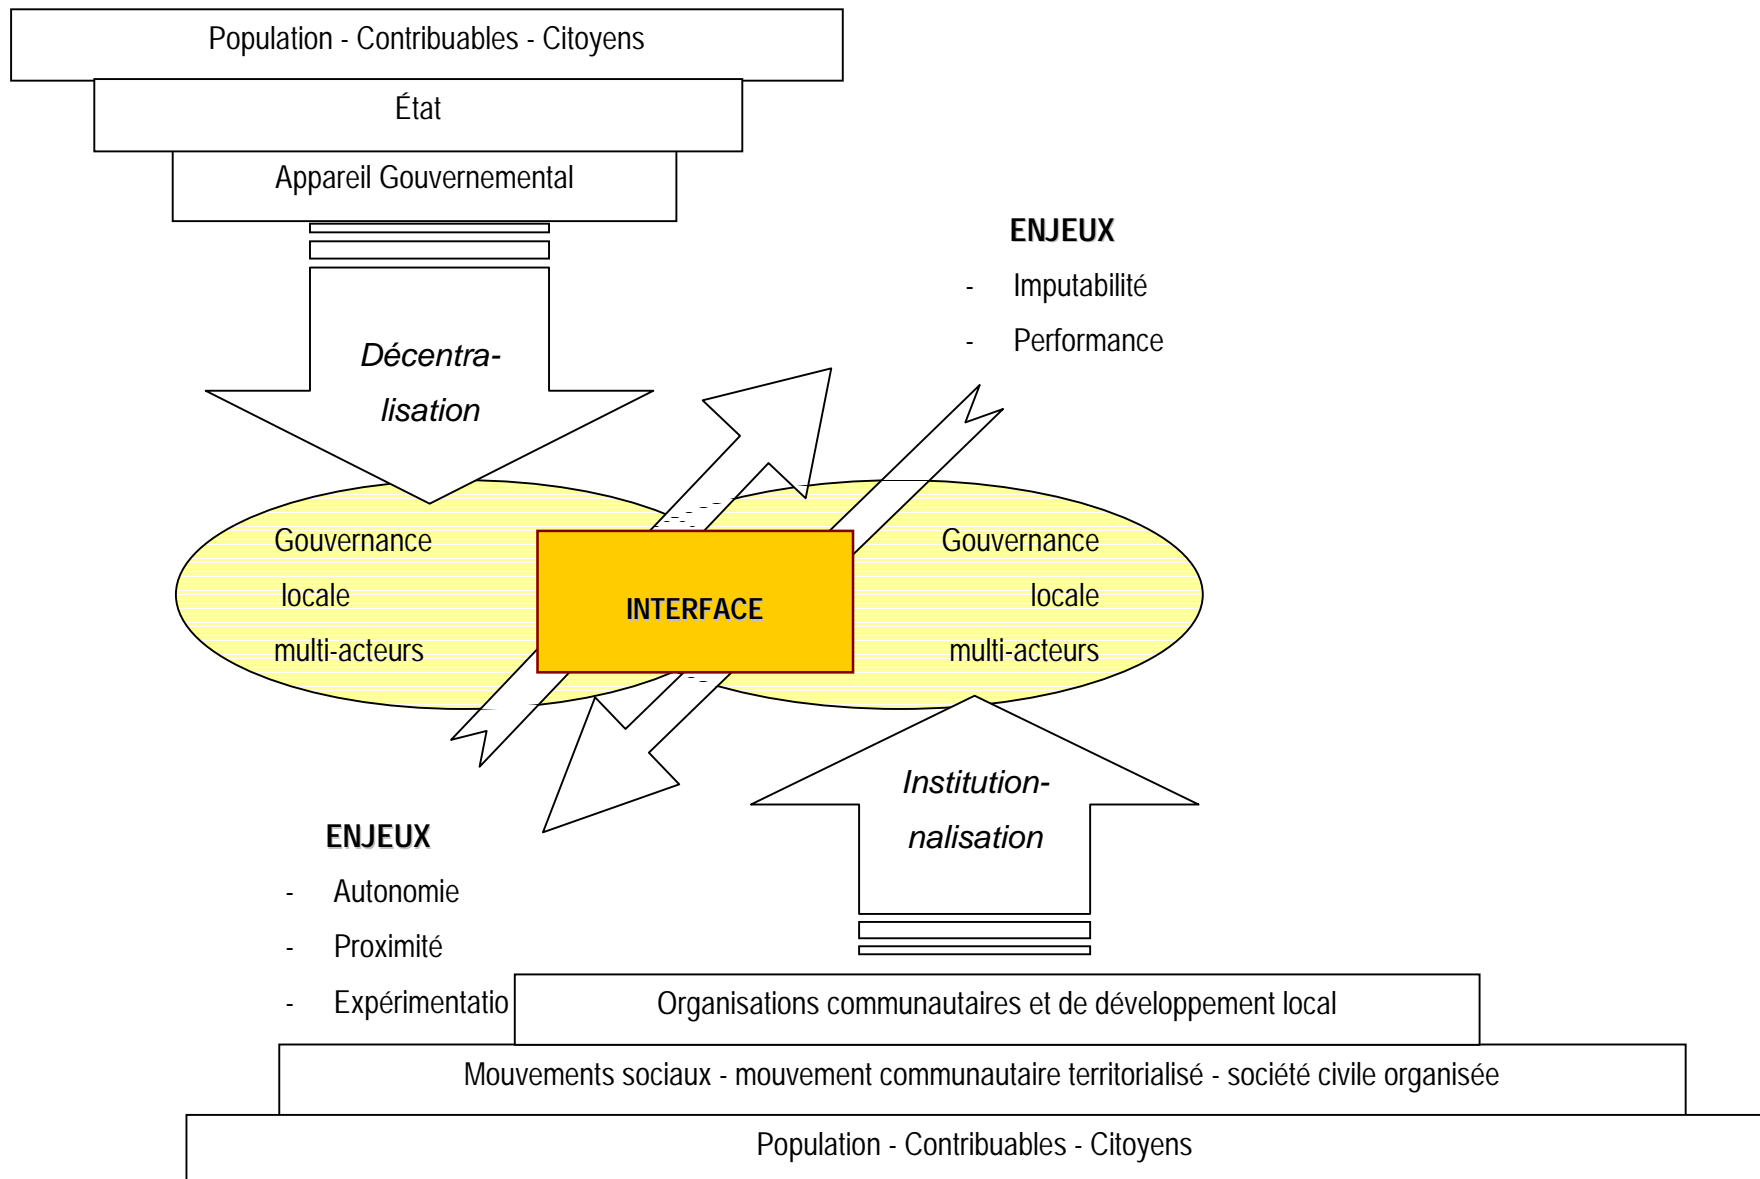 Population - Contribuables - Citoyens
État
Appareil Gouvernemental
Décentra-
lisation
ENJEUX
- Imputabilité
- Performance
Gouvernance
locale
multi-acteurs
INTERFACE
Gouvernance
locale
multi-acteurs
Institution-
nalisation
ENJEUX
- Autonomie
- Proximité
- Expérimentatio
Organisations communautaires et de développement local
Mouvements sociaux - mouvement communautaire territorialisé - société civile organisée
Population - Contribuables - Citoyens